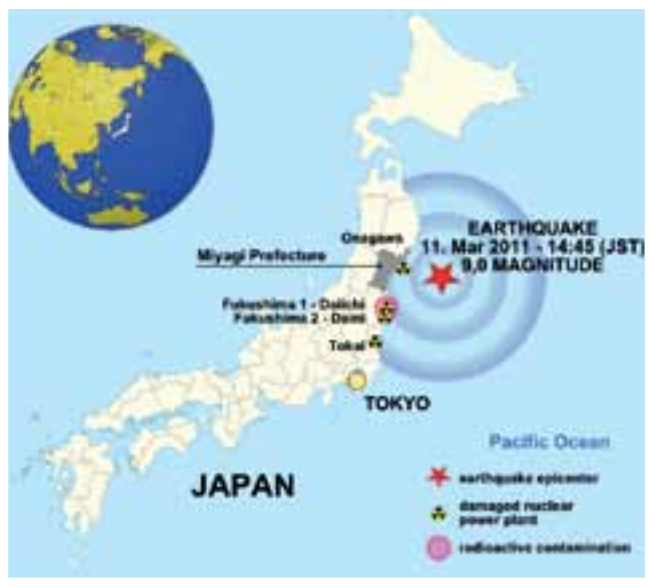 EARTHQUAKE
11. Mar 2011 - 14:45 (JST)
9,0 MAGNITUDE
Onagawa
Miyagi Prefecture
Fukushima 1 - Daiichi
Fukushima 2 - Daini
Tokai
TOKYO
JAPAN
Pacific Ocean
earthquake epicenter
damaged nuclear
power plant
radioactive contamination